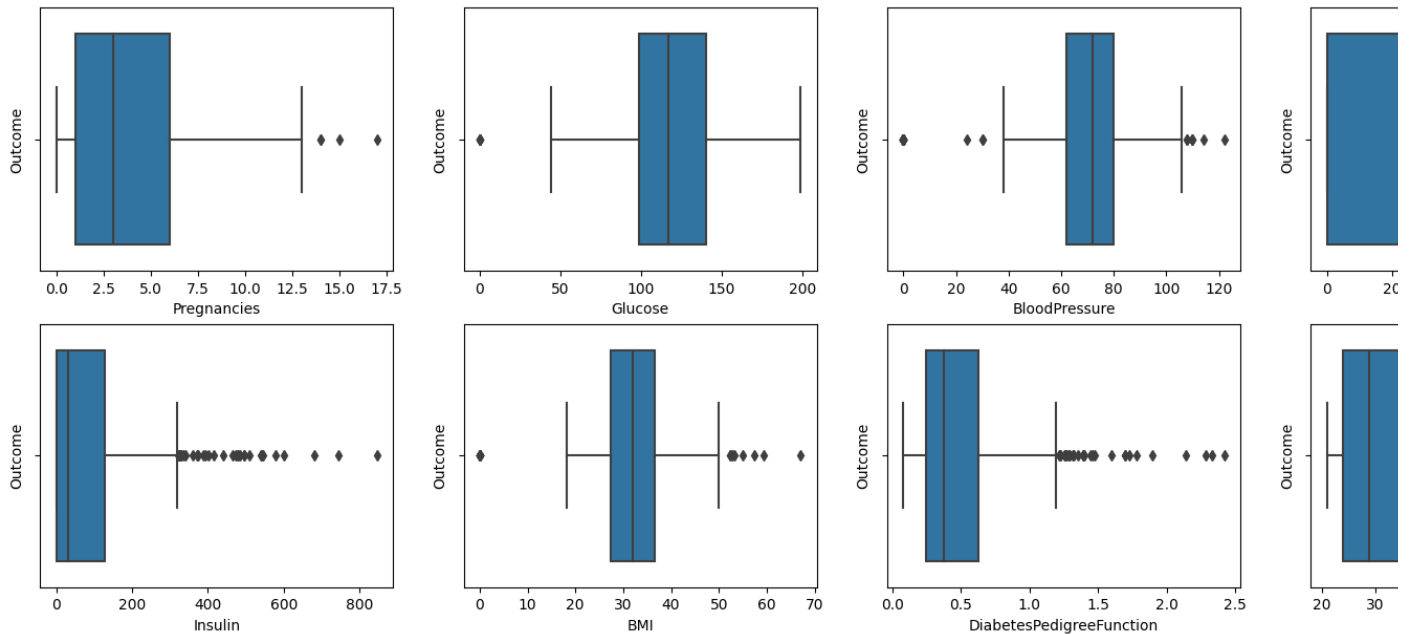 Outcome
0.0 2.5 5.0 7.5 10.0 12.5 15.0 17.5
Pregnancies
Outcome
0 50 100 150 200
Glucose
Outcome
0 20 40 60 80 100 120
BloodPressure
Outcome
0
Outcome
0 200 400 600 800
Insulin
Outcome
0 10 20 30 40 50 60 70
BMI
Outcome
0.0 0.5 1.0 1.5 2.0 2.5
DiabetesPedigreeFunction
Outcome
20 30